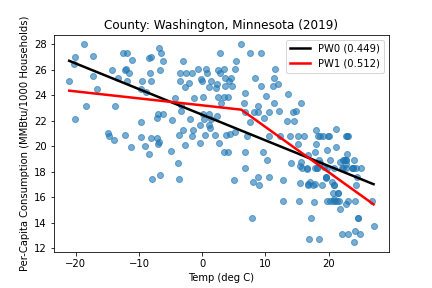 County: Washington, Minnesota (2019)
Per-Capita Consumption (MMBtu/1000 Households)
28
26
24
22
20
18
16
14
12
PW0 (0.449)
PW1 (0.512)
−20 −10 0 10 20
Temp (deg C)